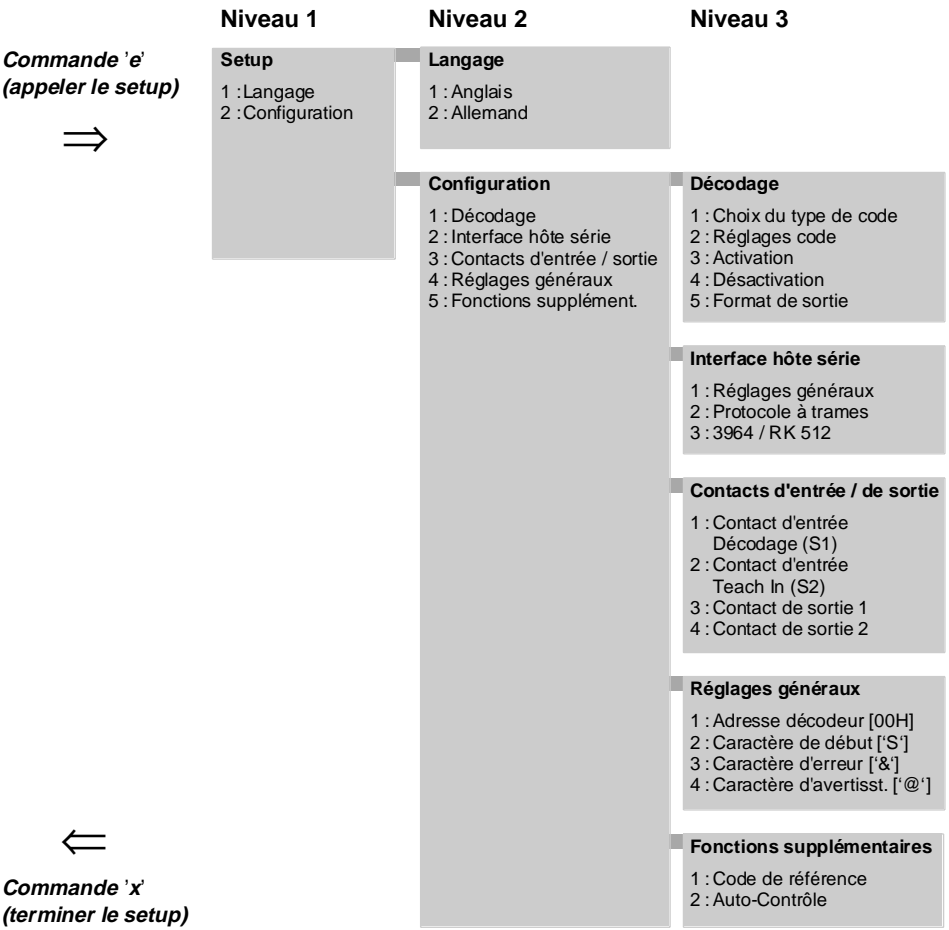 Niveau 1 Niveau 2 Niveau 3
Commande 'e'
(appeler le setup)
⇒
Setup
1 : Langage
2 : Configuration
Langage
1 : Anglais
2 : Allemand
Configuration
1 : Décodage
2 : Interface hôte série
3 : Contacts d'entrée / sortie
4 : Réglages généraux
5 : Fonctions supplément.
Décodage
1 : Choix du type de code
2 : Réglages code
3 : Activation
4 : Désactivation
5 : Format de sortie
Interface hôte série
1 : Réglages généraux
2 : Protocole à trames
3 : 3964 / RK 512
Contacts d'entrée / de sortie
1 : Contact d'entrée
Décodage (S1)
2 : Contact d'entrée
Teach In (S2)
3 : Contact de sortie 1
4 : Contact de sortie 2
Réglages généraux
1 : Adresse décodeur [00H]
2 : Caractère de début [‘S‘]
3 : Caractère d'erreur [‘&‘]
4 : Caractère d'avertisst. [‘@‘]
Fonctions supplémentaires
1 : Code de référence
2 : Auto-Contrôle
⇐
Commande 'x'
(terminer le setup)